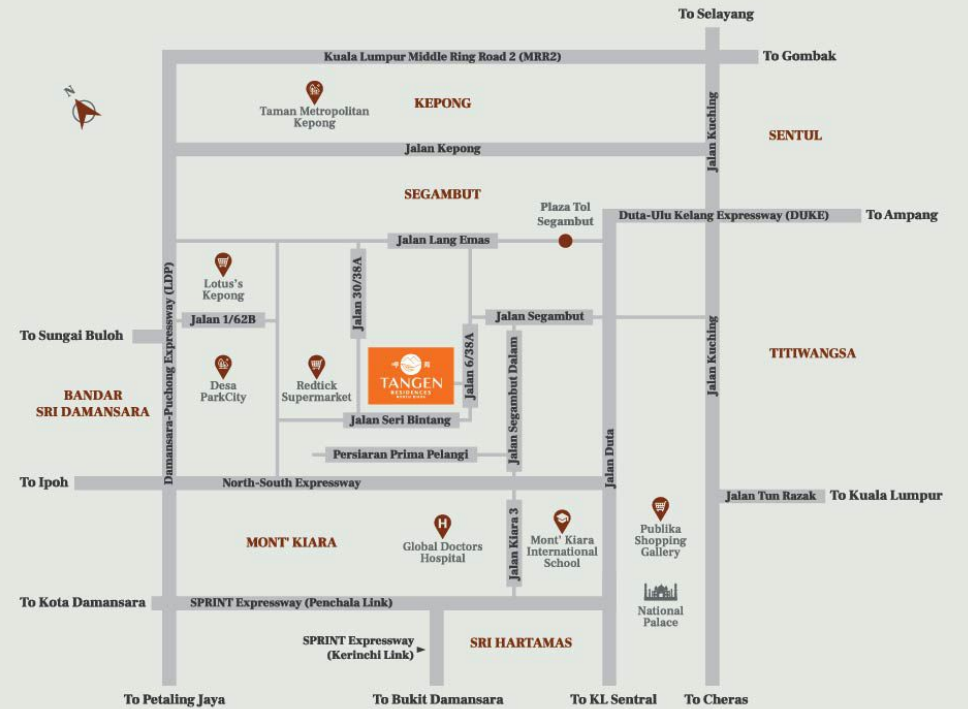 To Selayang
Kuala Lumpur Middle Ring Road 2 (MRR2)
To Gombak
N
Taman Metropolitan
Kepong
KEPONG
Jalan Kuching
SENTUL
Jalan Kepong
SEGAMBUT
Plaza Tol
Segambut
Duta-Ulu Kelang Expressway (DUKE)
To Ampang
Jalan Lang Emas
Damansara-Puchong Expressway (LDP)
Lotus's
Kepong
Jalan 30/38A
Jalan 1/62B
Jalan Segambut
To Sungai Buloh
Jalan 6/38A
Jalan Segambut Dalam
Jalan Kuching
TITIWANGSA
BANDAR
SRI DAMANSARA
Desa
ParkCity
Redtick
Supermarket
TANGEN
RESIDENCES
Jalan Seri Bintang
Persiaran Prima Pelangi
Jalan Duta
To Ipoh
North-South Expressway
Jalan Tun Razak
To Kuala Lumpur
MONT' KIARA
H
Global Doctors
Hospital
Jalan Kiara 3
Mont' Kiara
International
School
Publika
Shopping
Gallery
To Kota Damansara
SPRINT Expressway (Penchala Link)
National
Palace
SPRINT Expressway
(Kerinchi Link)
SRI HARTAMAS
To Petaling Jaya
To Bukit Damansara
To KL Sentral
To Cheras